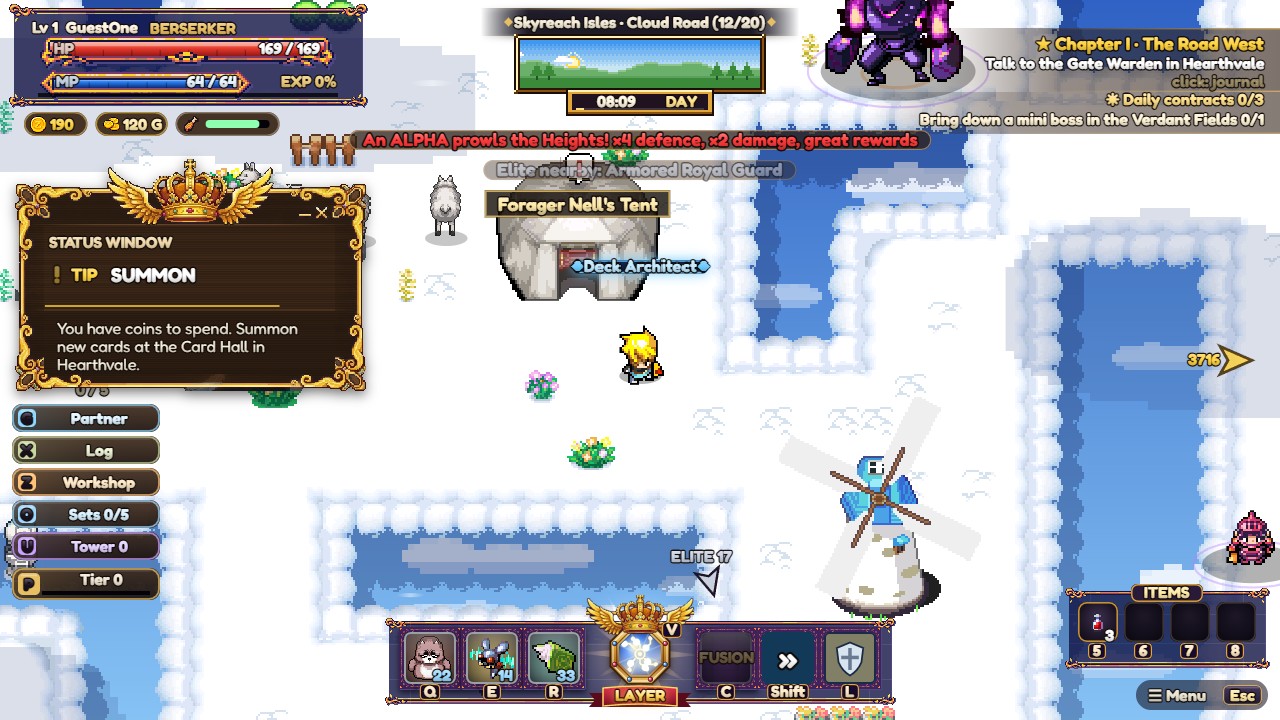 Lv 1 GuestOne BERSERKER
HP 169 / 169
MP 64 / 64 EXP 0%
190
120 G
Skyreach Isles · Cloud Road (12/20)
08:09 DAY
★ Chapter I · The Road West
Talk to the Gate Warden in Hearthvale
click: journal
Daily contracts 0/3
Bring down a mini boss in the Verdant Fields 0/1
An ALPHA prowls the Heights! x4 defence, x2 damage, great rewards
Elite nearby: Armored Royal Guard
Forager Nell's Tent
Deck Architect
STATUS WINDOW
! TIP SUMMON
You have coins to spend. Summon
new cards at the Card Hall in
Hearthvale.
0/5
Partner
Log
Workshop
Sets 0/5
Tower 0
Tier 0
3716
ELITE 17
22
14
33
V
FUSION
Q
E
R
LAYER
C
Shift
L
ITEMS
3
5
6
7
8
Menu Esc